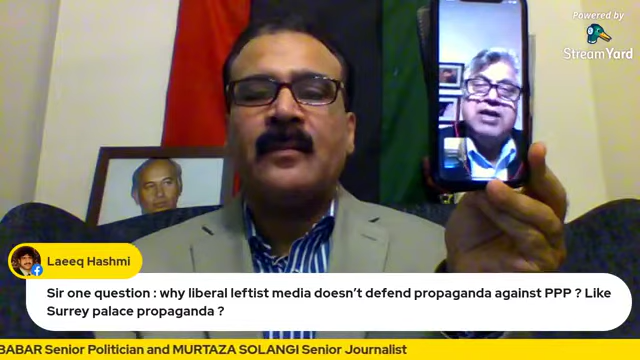 Powered by
StreamYard
Laeeq Hashmi
Sir one question : why liberal leftist media doesn’t defend propaganda against PPP ? Like
Surrey palace propaganda ?
BABAR Senior Politician and MURTAZA SOLANGI Senior Journalist